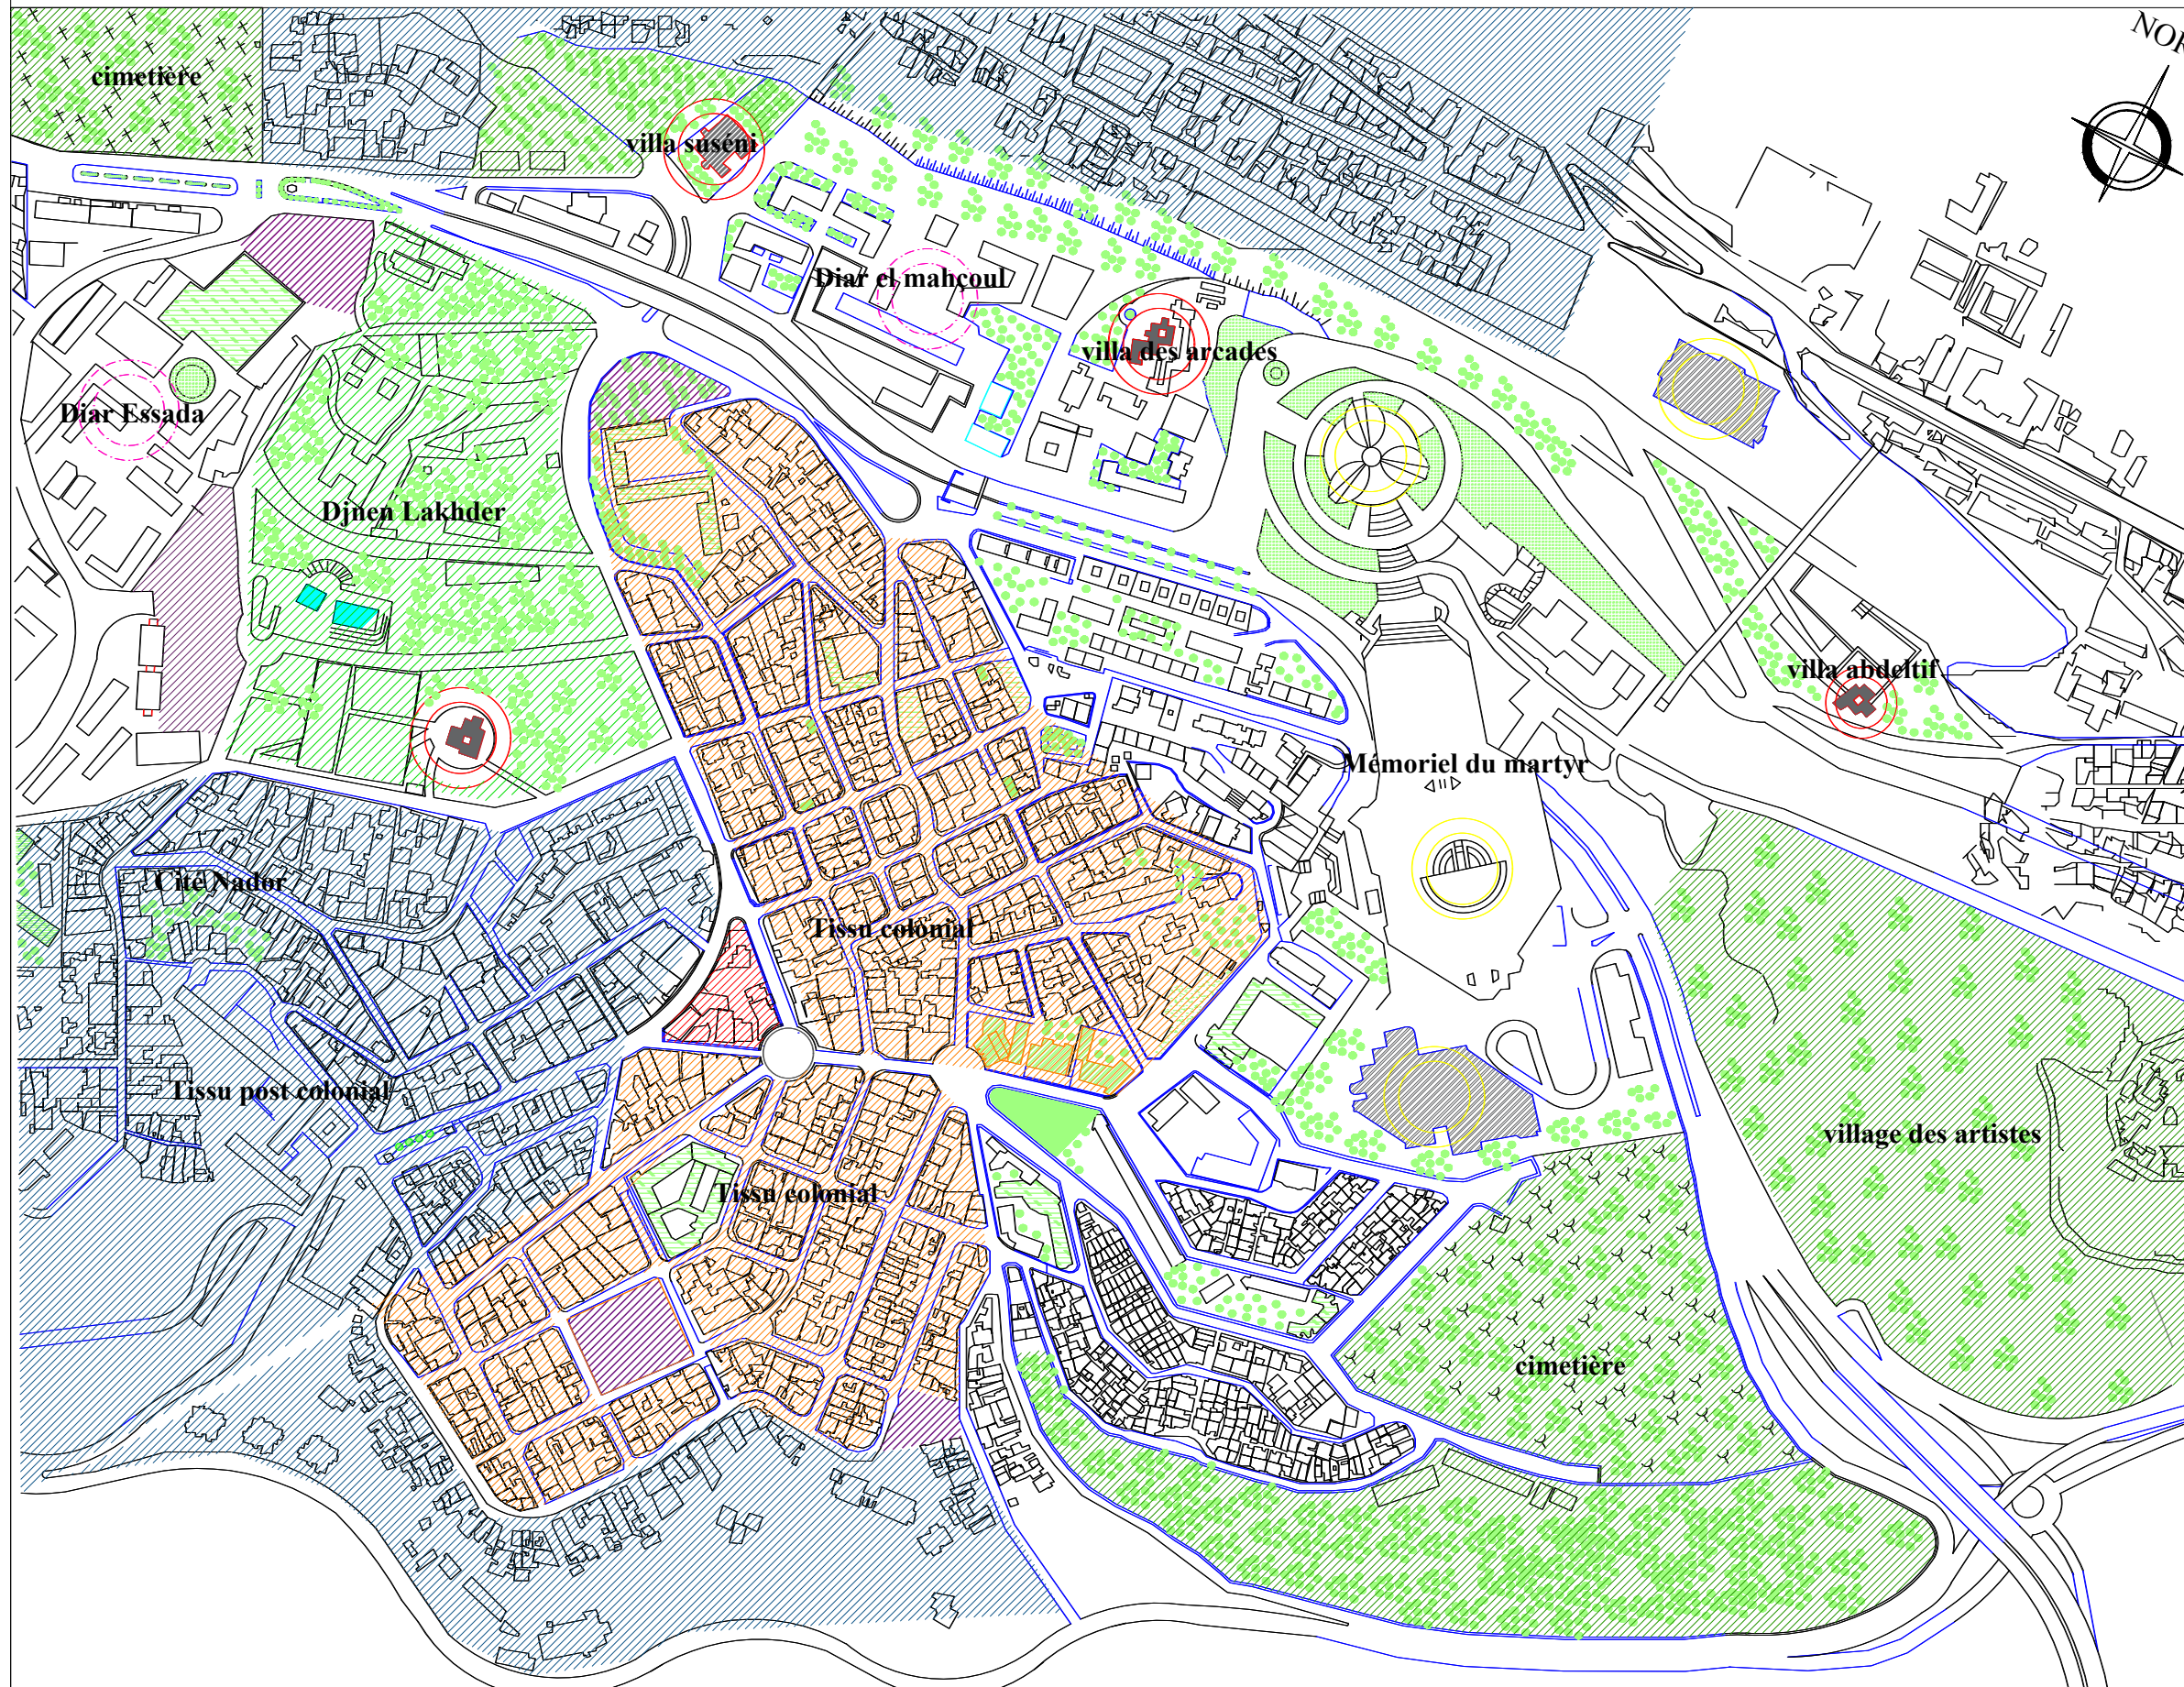 NOR
cimetière
villa suseni
Diar el mahçoul
villa des arcades
Diar Essada
Djnen Lakhder
villa abdeltif
Mémoriel du martyr
Cité Nador
Tissu colonial
Tissu post colonial
village des artistes
Tissu colonial
cimetière